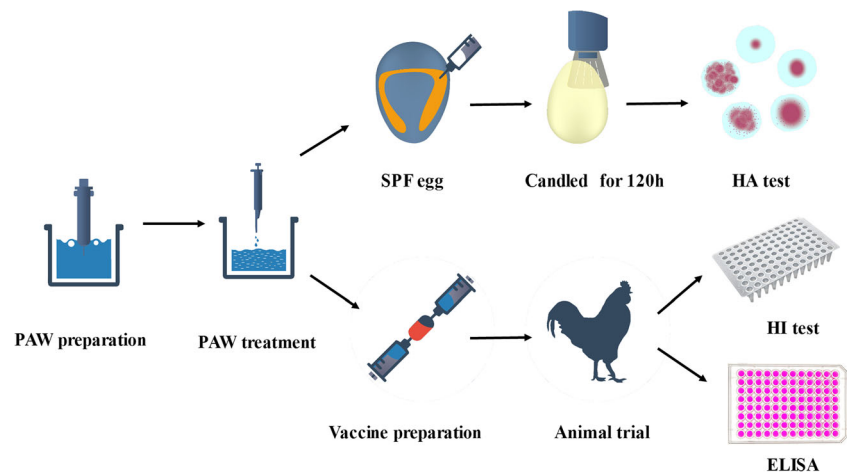 SPF egg
Candled for 120h
HA test
PAW preparation
PAW treatment
HI test
Vaccine preparation
Animal trial
ELISA